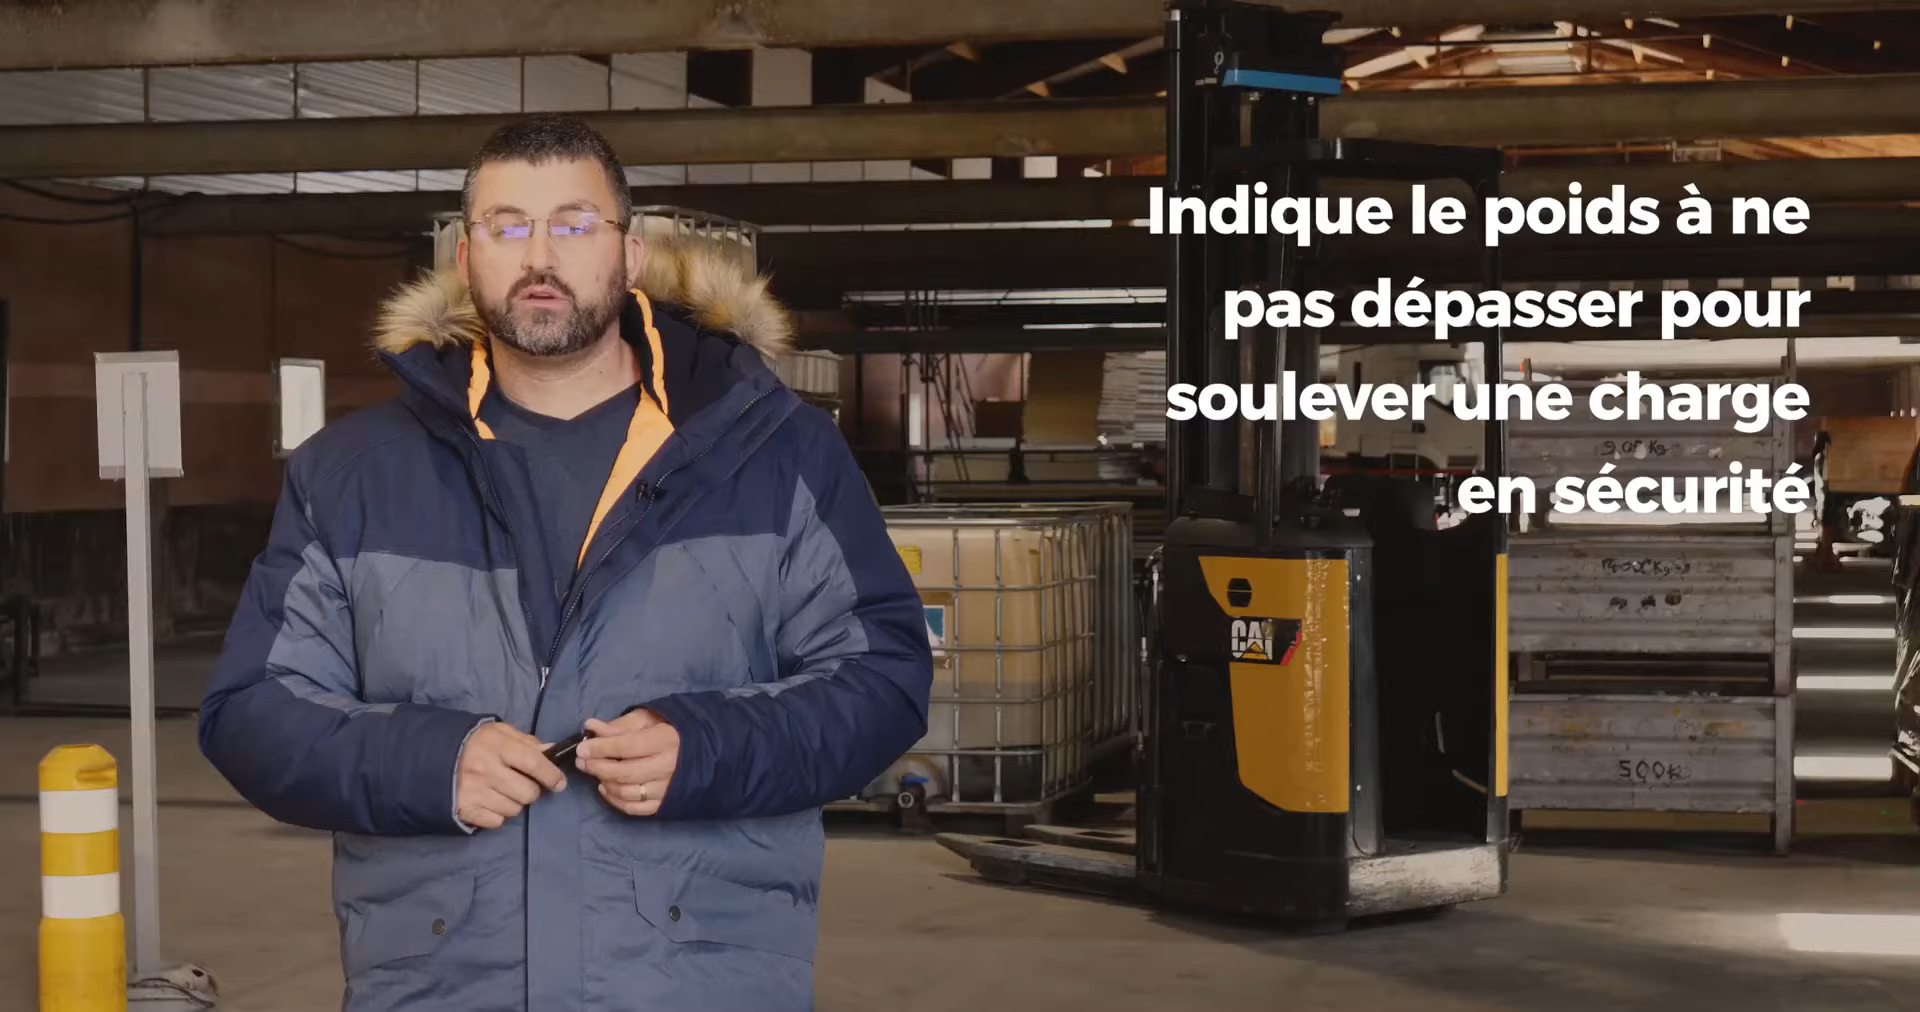 Indique le poids à ne
pas dépasser pour
soulever une charge
en sécurité
CAT
500K